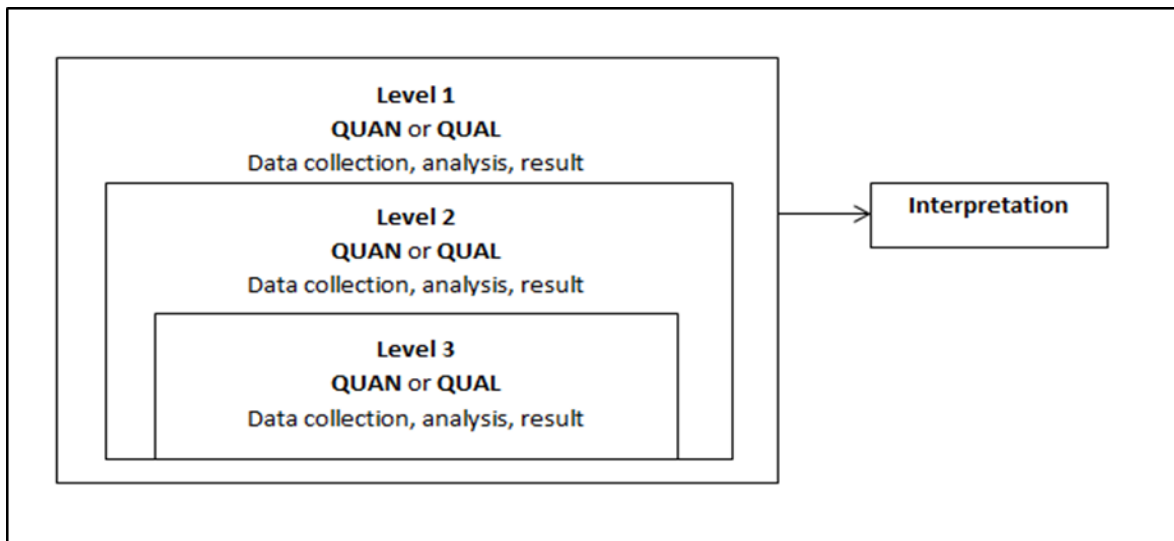 Level 1
QUAN or QUAL
Data collection, analysis, result
Level 2
QUAN or QUAL
Data collection, analysis, result
Level 3
QUAN or QUAL
Data collection, analysis, result
Interpretation